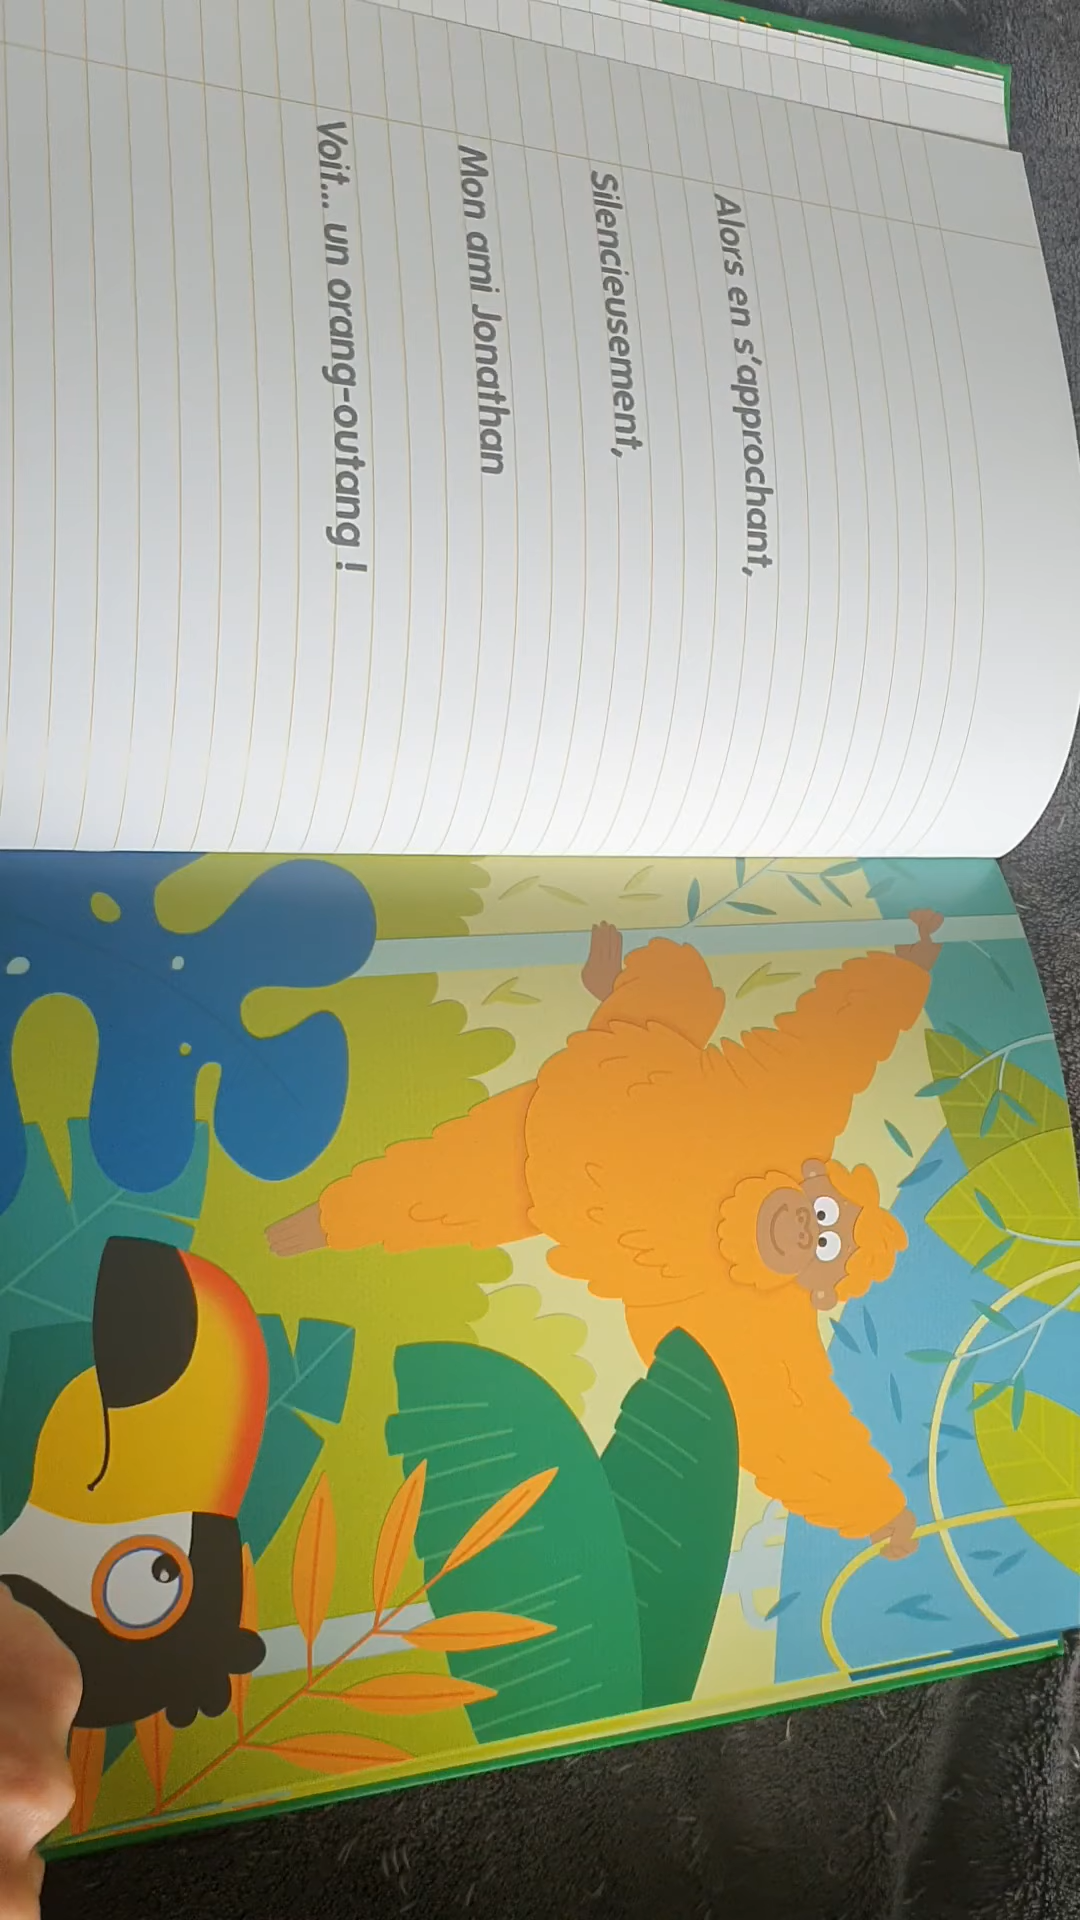 Alors en s'approchant,
Silencieusement,
Mon ami Jonathan
Voit... un orang-outang !